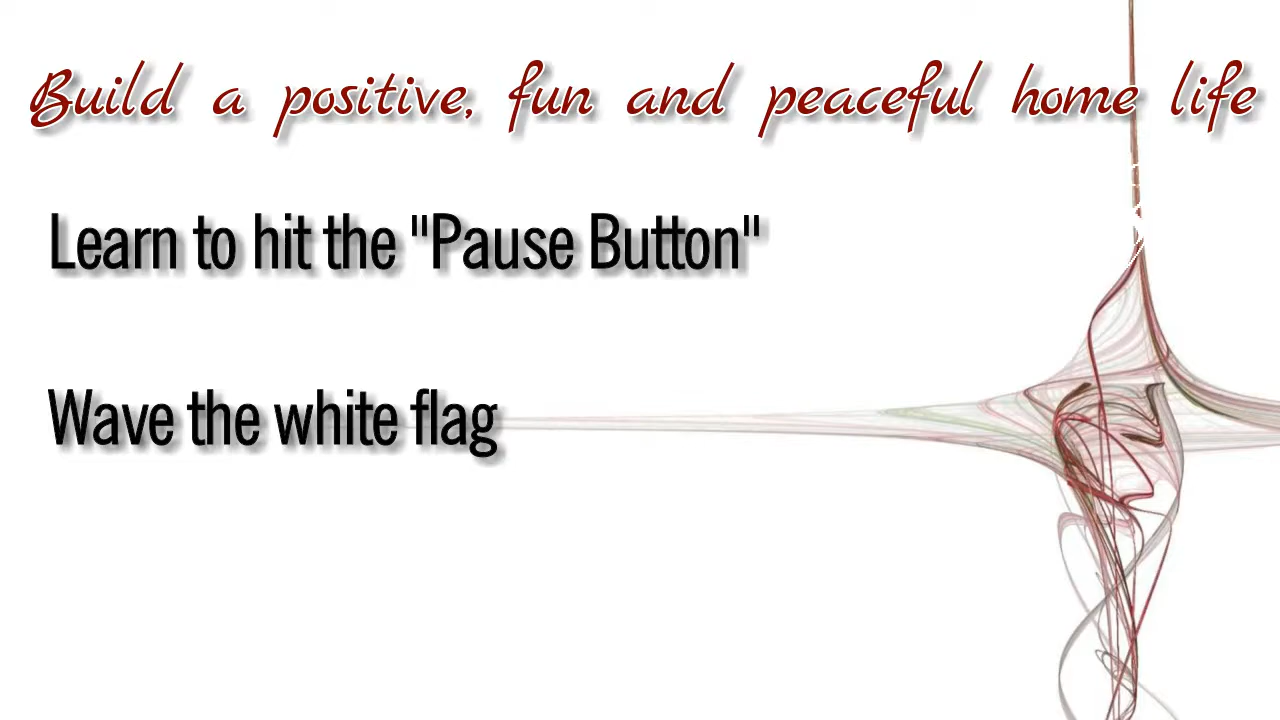 Build a positive, fun and peaceful home life
Learn to hit the "Pause Button"
Wave the white flag